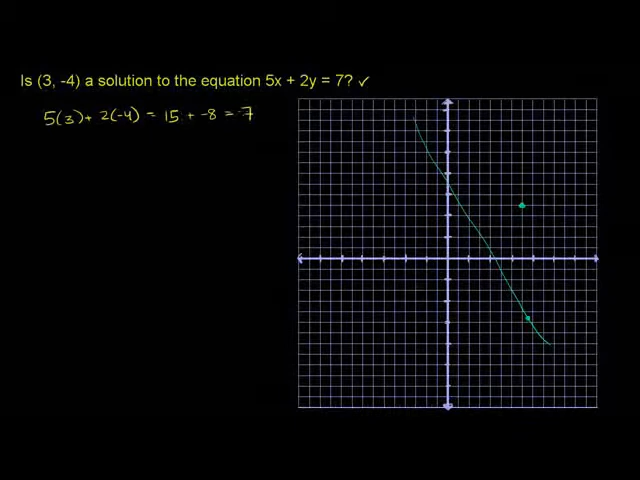 Is (3, -4) a solution to the equation 5x + 2y = 7? ✓
5(3) + 2(-4) = 15 + -8 = 7